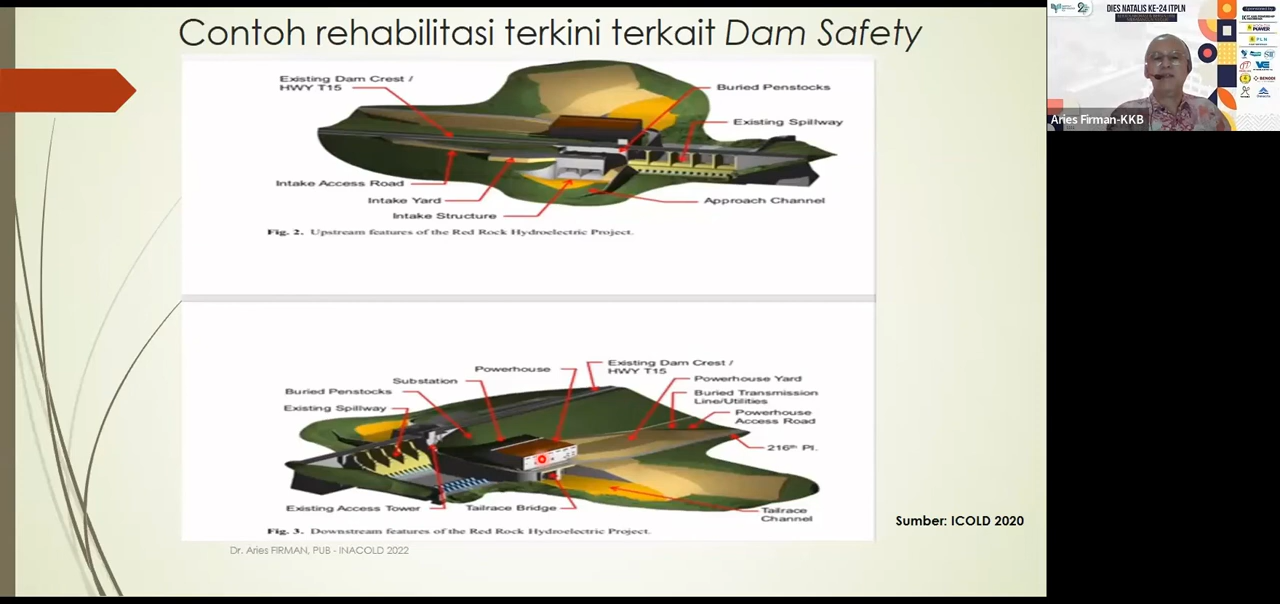 Contoh rehabilitasi terkini terkait Dam Safety
Existing Dam Crest /
HWY T15
Buried Penstocks
Existing Spillway
Intake Access Road
Intake Yard
Intake Structure
Approach Channel
Fig. 2. Upstream features of the Red Rock Hydroelectric Project.
Existing Dam Crest /
HWY T15
Powerhouse
Substation
Powerhouse Yard
Buried Penstocks
Buried Transmission
Line/Utilities
Existing Spillway
Powerhouse
Access Road
216th Pl.
Existing Access Tower
Tailrace Bridge
Tailrace
Channel
Fig. 3. Downstream features of the Red Rock Hydroelectric Project.
Sumber: ICOLD 2020
Dr. Aries FIRMAN, PUB - INACOLD 2022
DIES NATALIS KE-24 ITPLN
POWER
PLN
Aries Firman-KKB